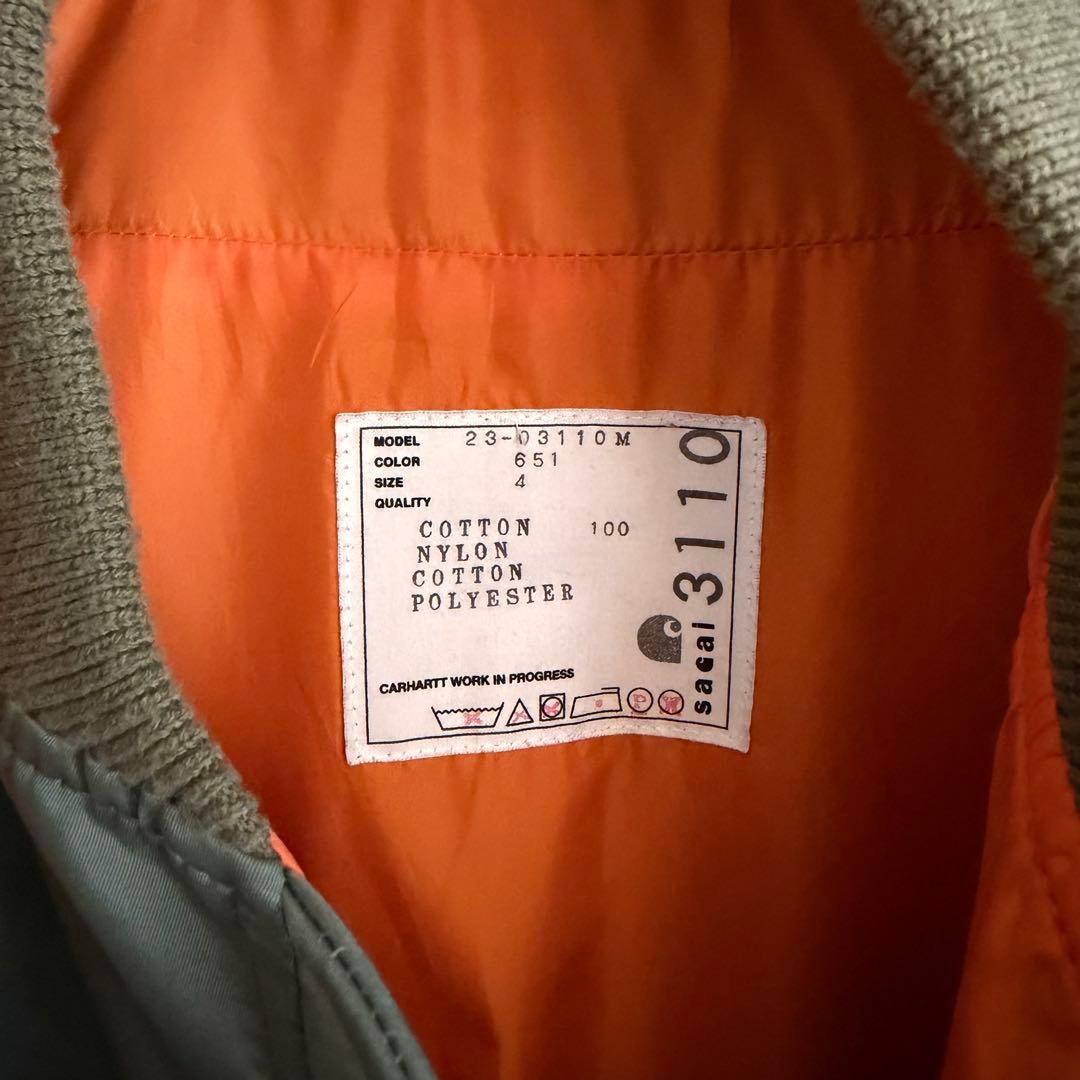 MODEL 23-03110M
COLOR 651
SIZE 4
QUALITY
COTTON 100
NYLON
COTTON
POLYESTER
CARHARTT WORK IN PROGRESS
sacai 3110
P W